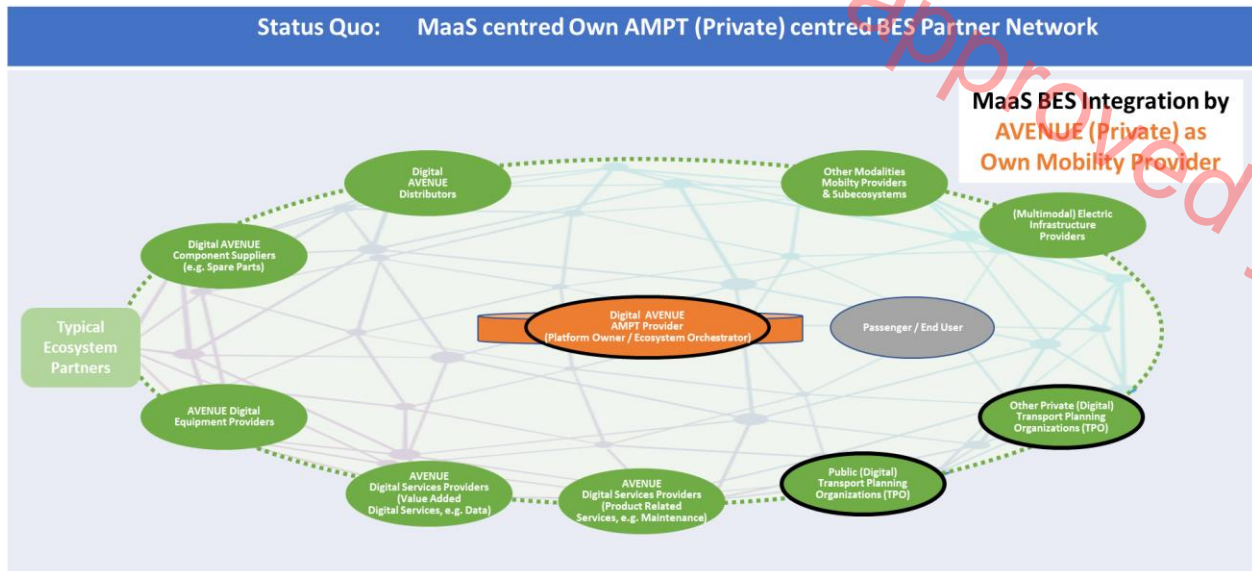 Status Quo: MaaS centred Own AMPT (Private) centred BES Partner Network
approved
MaaS BES Integration by
AVENUE (Private) as
Own Mobility Provider
Digital
AVENUE
Distributors
Other Modalities
Mobilty Providers
& Subecosystems
(Multimodal) Electric
Infrastructure
Providers
Digital AVENUE
Component Suppliers
(e.g. Spare Parts)
Typical
Ecosystem
Partners
Digital AVENUE
AMPT Provider
(Platform Owner / Ecosystem Orchestrator)
Passenger / End User
AVENUE Digital
Equipment Providers
Other Private (Digital)
Transport Planning
Organizations (TPO)
AVENUE
Digital Services Providers
(Value Added
Digital Services, e.g. Data)
AVENUE
Digital Services Providers
(Product Related
Services, e.g. Maintenance)
Public (Digital)
Transport Planning
Organizations (TPO)